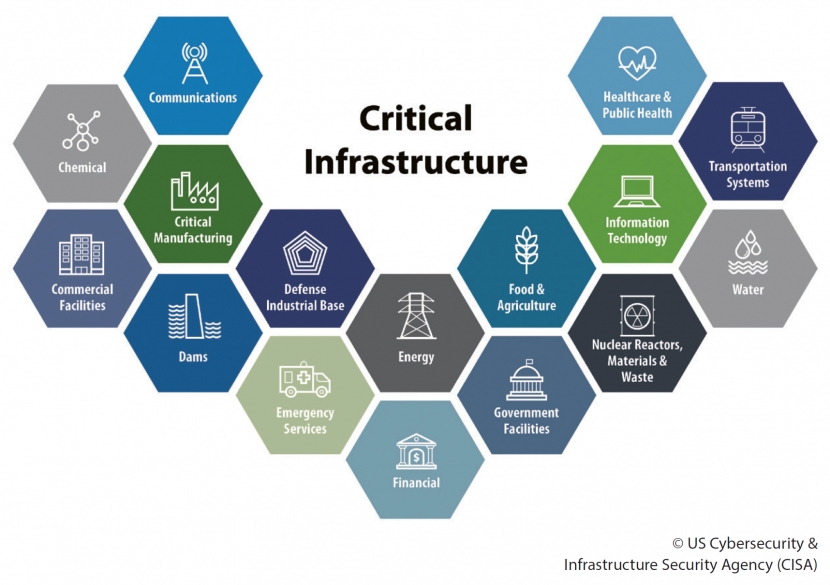 Critical
Infrastructure
Communications
Chemical
Critical
Manufacturing
Commercial
Facilities
Dams
Defense
Industrial Base
Emergency
Services
Energy
$
Financial
Food &
Agriculture
Government
Facilities
Healthcare &
Public Health
Information
Technology
Nuclear Reactors,
Materials &
Waste
Transportation
Systems
Water
© US Cybersecurity &
Infrastructure Security Agency (CISA)